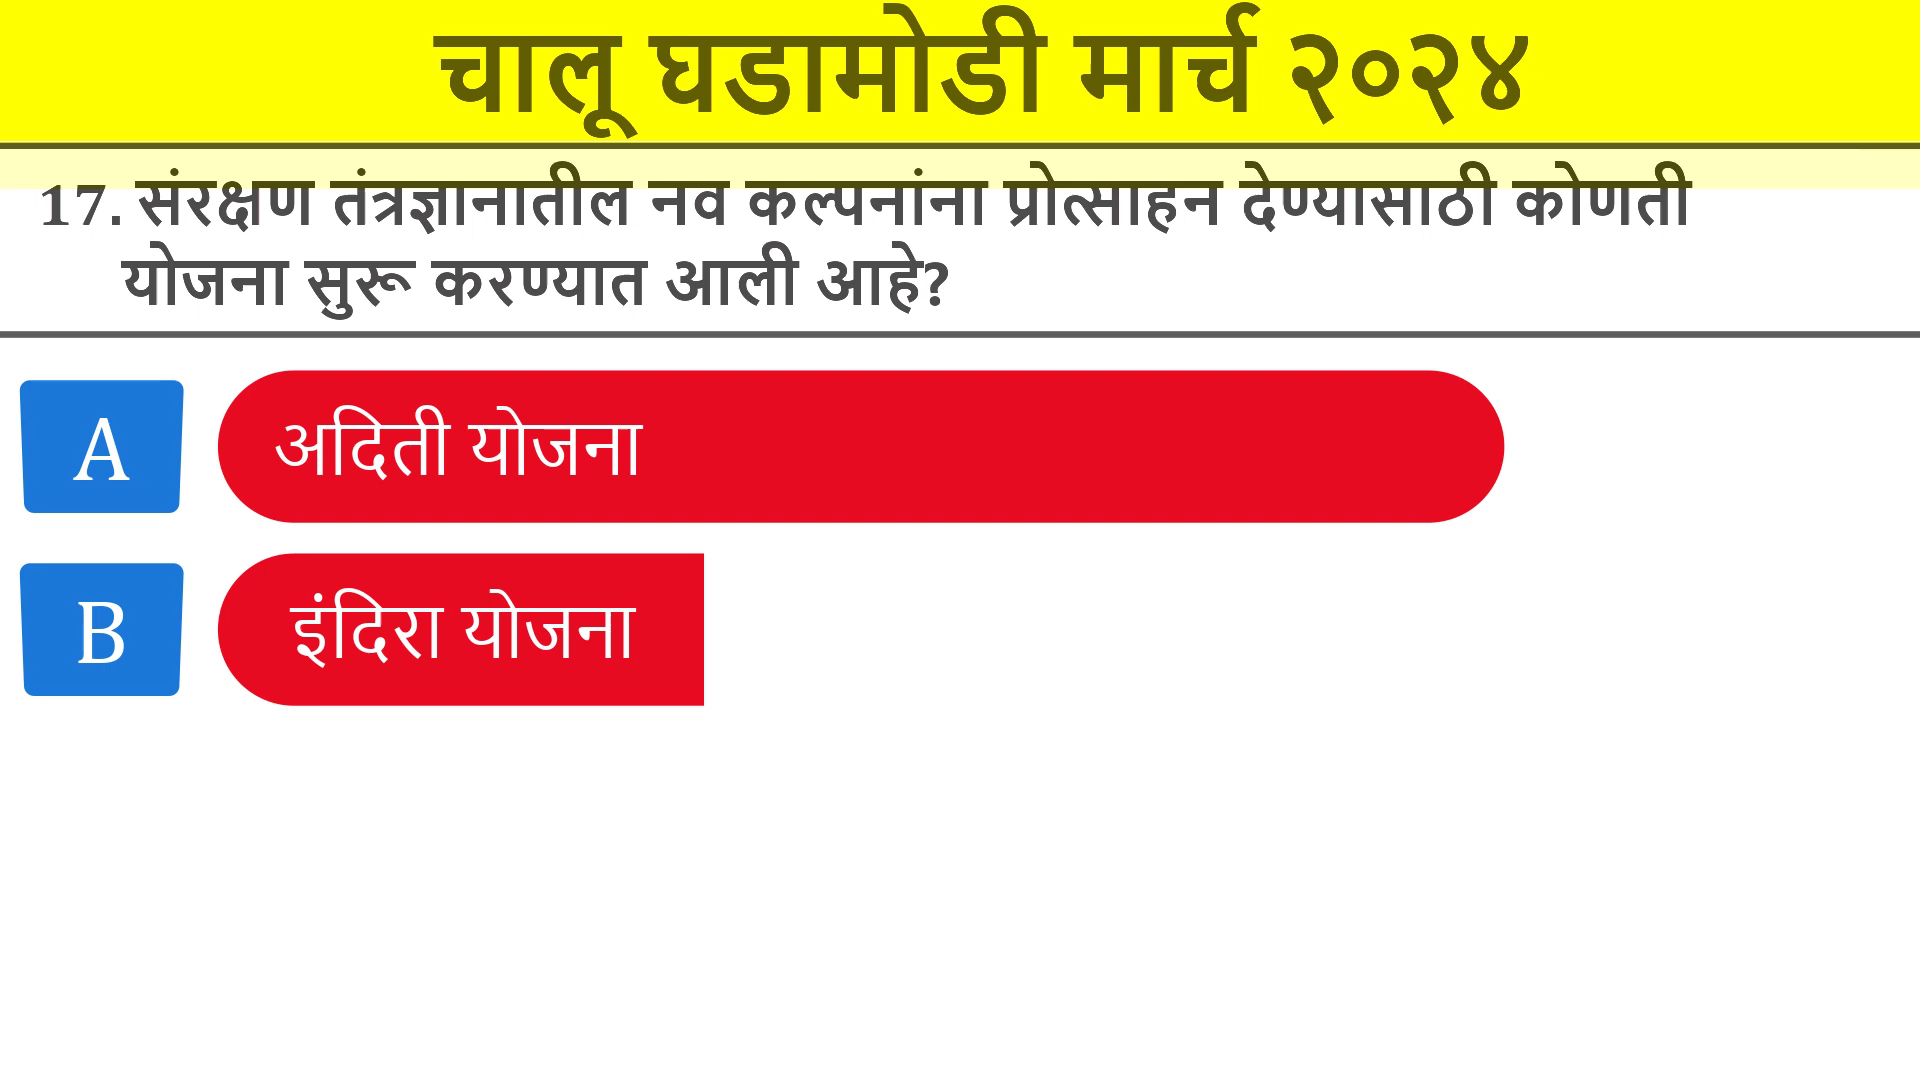 चालू घडामोडी मार्च २०२४
17. संरक्षण तंत्रज्ञानातील नव कल्पनांना प्रोत्साहन देण्यासाठी कोणती
योजना सुरू करण्यात आली आहे?
A अदिती योजना
B इंदिरा योजना